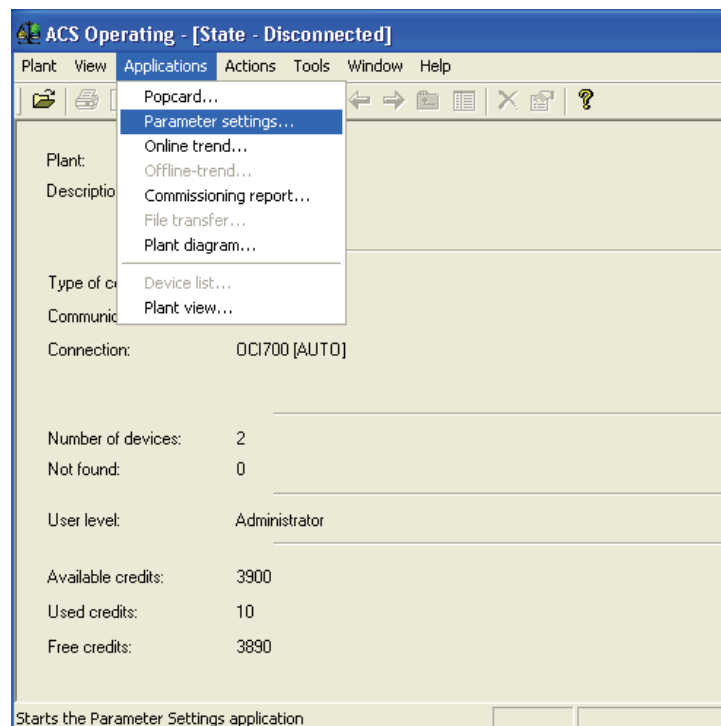 ACS Operating - [State - Disconnected]
Plant View Applications Actions Tools Window Help
Popcard...
Parameter settings...
Online trend...
Offline-trend...
Commissioning report...
File transfer...
Plant diagram...
Device list...
Plant view...
Plant:
Descriptio
Type of c
Communic
Connection: OCI700 [AUTO]
Number of devices: 2
Not found: 0
User level: Administrator
Available credits: 3900
Used credits: 10
Free credits: 3890
Starts the Parameter Settings application